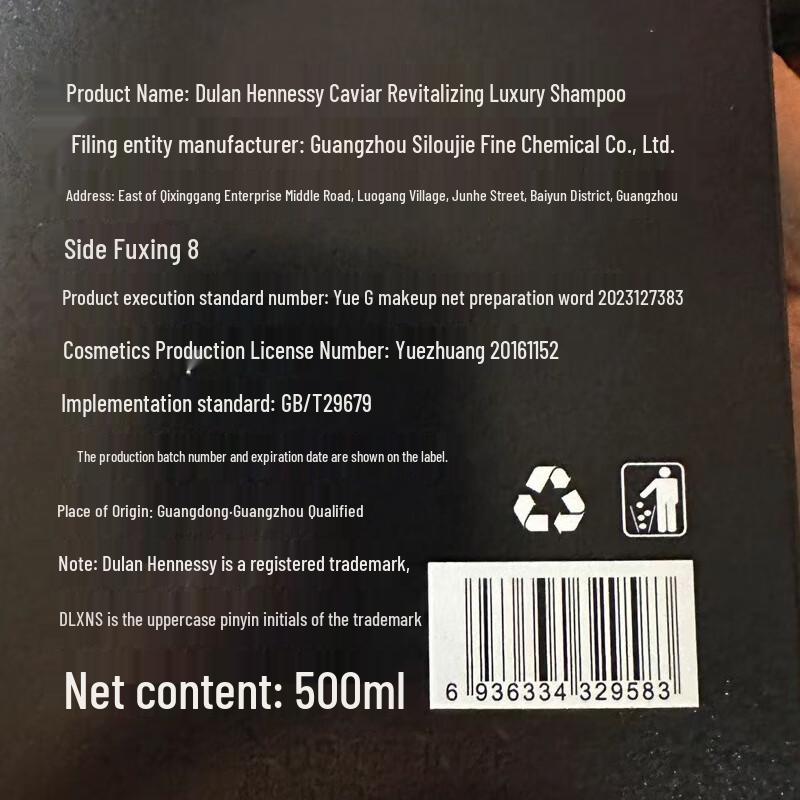 Product Name: Dulan Hennessy Caviar Revitalizing Luxury Shampoo
Filing entity manufacturer: Guangzhou Siloujie Fine Chemical Co., Ltd.
Address: East of Qixinggang Enterprise Middle Road, Luogang Village, Junhe Street, Baiyun District, Guangzhou
Side Fuxing 8
Product execution standard number: Yue G makeup net preparation word 2023127383
Cosmetics Production License Number: Yuezhuang 20161152
Implementation standard: GB/T29679
The production batch number and expiration date are shown on the label.
Place of Origin: Guangdong·Guangzhou Qualified
Note: Dulan Hennessy is a registered trademark,
DLXNS is the uppercase pinyin initials of the trademark
Net content: 500ml
6 936334 329583